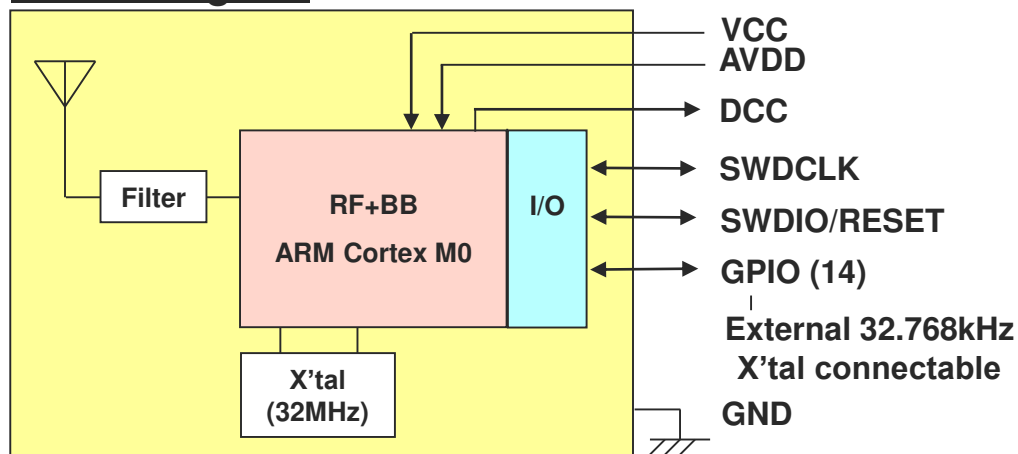 VCC
AVDD
DCC
Filter
RF+BB
ARM Cortex M0
I/O
SWDCLK
SWDIO/RESET
GPIO (14)
External 32.768kHz
X'tal connectable
X'tal
(32MHz)
GND